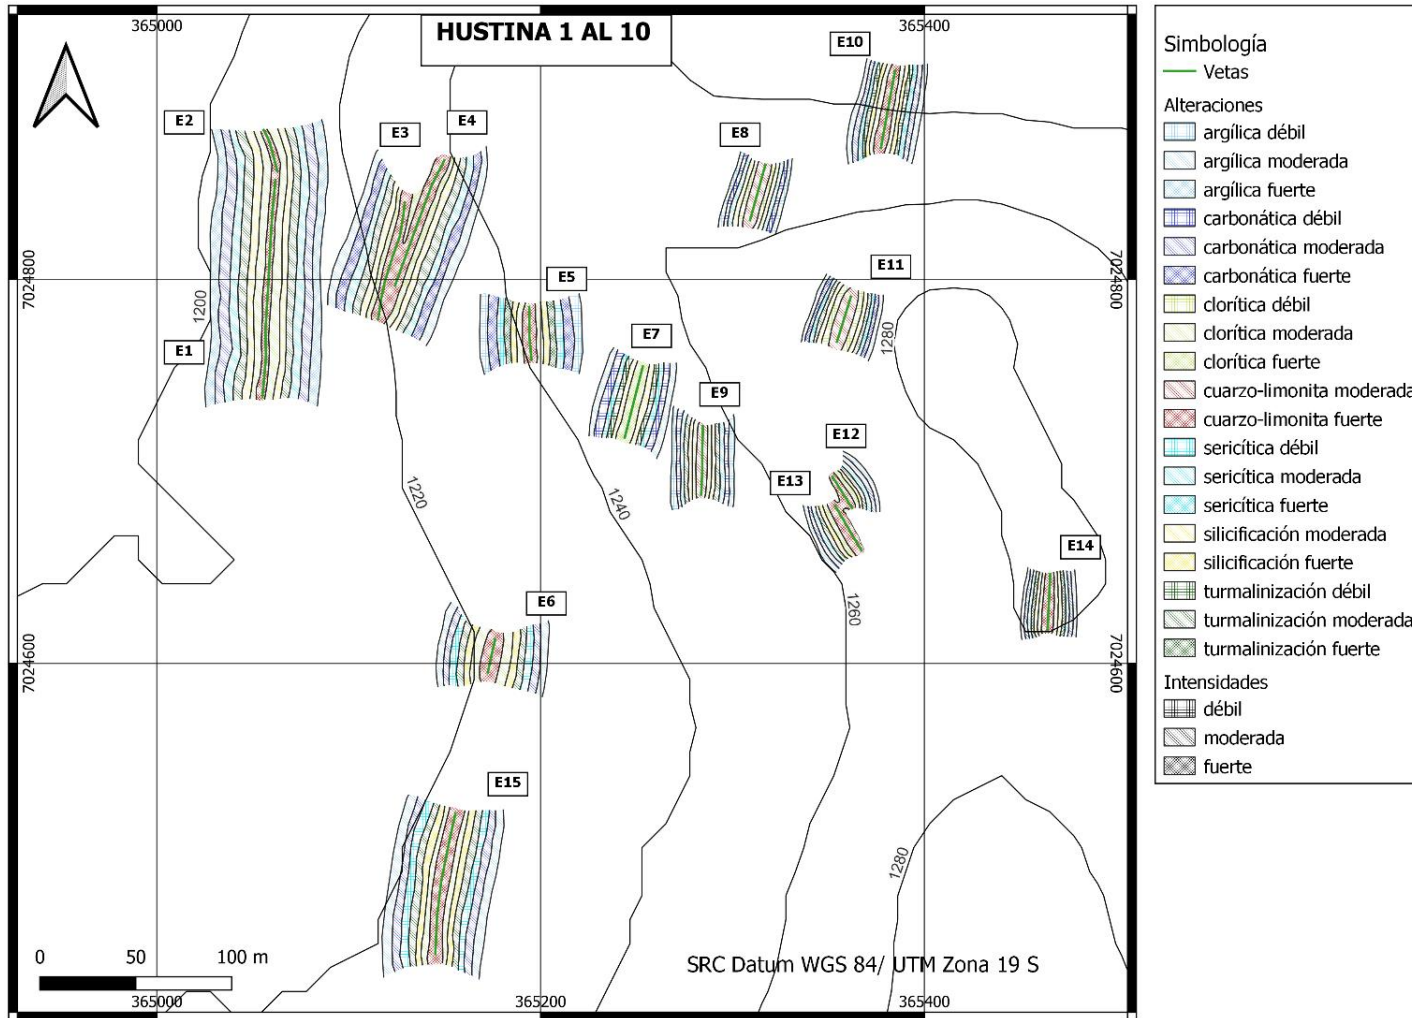 365000
HUSTINA 1 AL 10
365400
E10
E2
E3
E4
E8
7024800
E5
E11
7024800
1200
1280
E1
E7
E9
E12
E13
1220
1240
E14
1260
E6
7024600
7024600
E15
1280
0 50 100 m
SRC Datum WGS 84/ UTM Zona 19 S
365000
365200
365400
Simbología
Vetas
Alteraciones
argílica débil
argílica moderada
argílica fuerte
carbonática débil
carbonática moderada
carbonática fuerte
clorítica débil
clorítica moderada
clorítica fuerte
cuarzo-limonita moderada
cuarzo-limonita fuerte
sericítica débil
sericítica moderada
sericítica fuerte
silicificación moderada
silicificación fuerte
turmalinización débil
turmalinización moderada
turmalinización fuerte
Intensidades
débil
moderada
fuerte